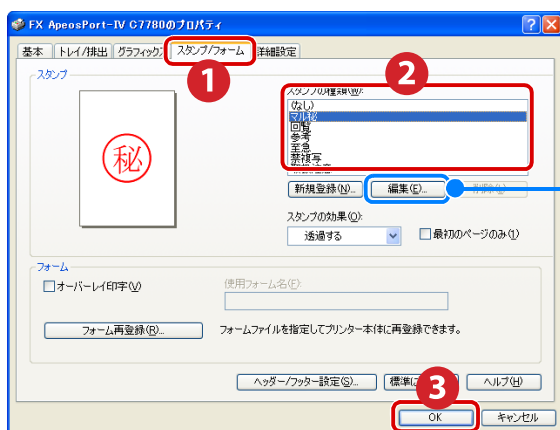 FX ApeosPort-IV C7780のプロパティ
基本 トレイ/排出 グラフィックス スタンプ/フォーム 詳細設定
1
2
スタンプ
スタンプの種類(W):
(なし)
マル秘
回覧
参考
至急
禁複写
秘
新規登録(N)... 編集(E)...
スタンプの効果(O):
透過する 最初のページのみ(1)
フォーム
オーバーレイ印字(V) 使用フォーム名(F):
フォーム再登録(R)... フォームファイルを指定してプリンター本体に再登録できます。
ヘッダー/フッター設定(S)... 標準に ヘルプ(H)
3
OK キャンセル